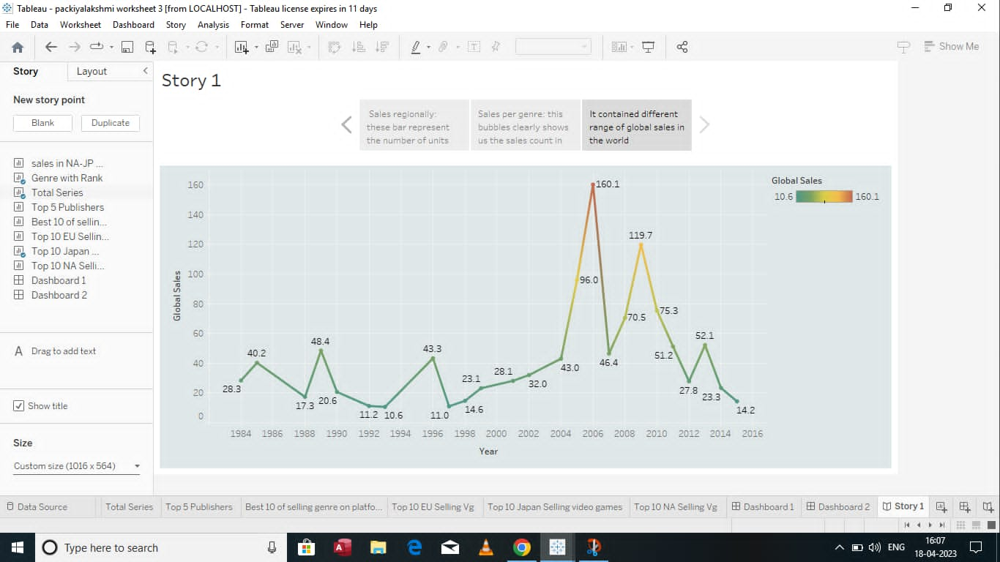 Tableau - packiyalakshmi worksheet 3 [from LOCALHOST] - Tableau license expires in 11 days
File Data Worksheet Dashboard Story Analysis Format Server Window Help
Show Me
Story Layout
New story point
Blank Duplicate
sales in NA-JP ...
Genre with Rank
Total Series
Top 5 Publishers
Best 10 of sellin...
Top 10 EU Sellin...
Top 10 Japan ...
Top 10 NA Selli...
Dashboard 1
Dashboard 2
A Drag to add text
Show title
Size
Custom size (1016 x 564)
Story 1
Sales regionally:
these bar represent
the number of units
Sales per genre: this
bubbles clearly shows
us the sales count in
It contained different
range of global sales in
the world
Global Sales
10.6 160.1
Global Sales
160
140
120
100
80
60
40
20
0
28.3
40.2
17.3
48.4
20.6
11.2
10.6
43.3
11.0
14.6
23.1
28.1
32.0
43.0
96.0
160.1
46.4
70.5
119.7
75.3
51.2
27.8
52.1
23.3
14.2
1984 1986 1988 1990 1992 1994 1996 1998 2000 2002 2004 2006 2008 2010 2012 2014 2016
Year
Data Source Total Series Top 5 Publishers Best 10 of selling genre on platfo... Top 10 EU Selling Vg Top 10 Japan Selling video games Top 10 NA Selling Vg Dashboard 1 Dashboard 2 Story 1
Type here to search
ENG
16:07
18-04-2023